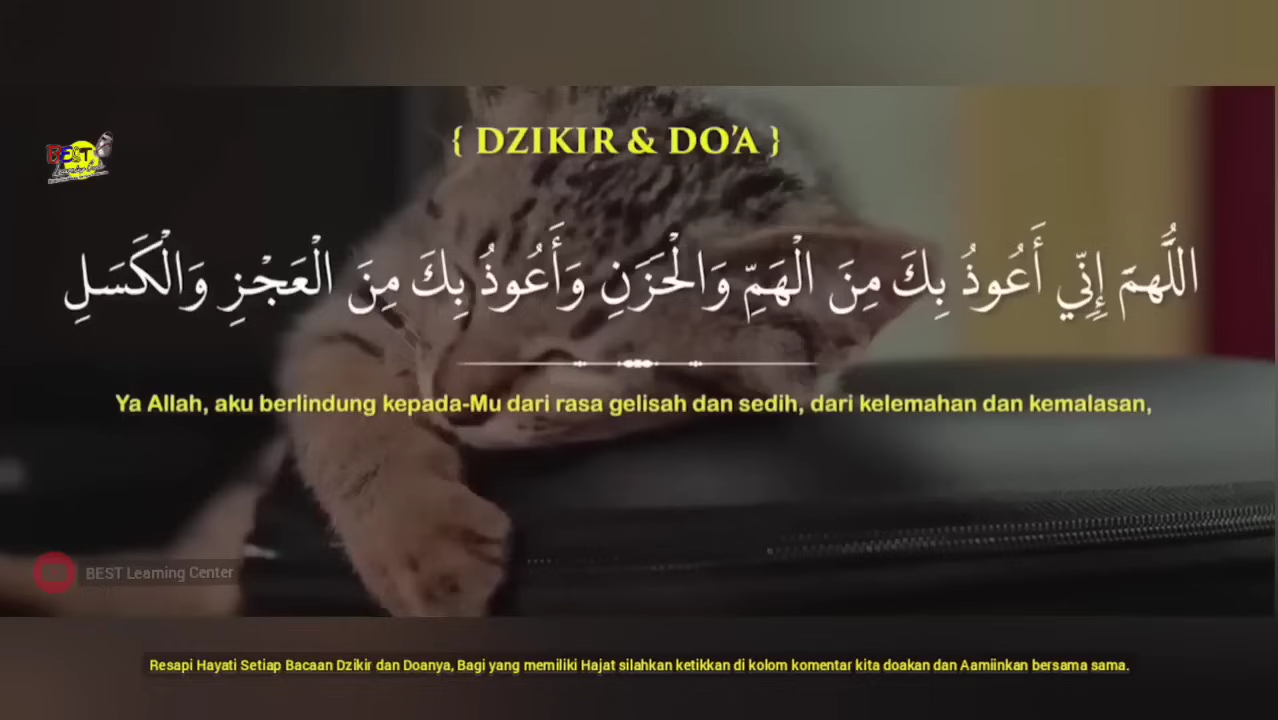 { DZIKIR & DO'A }
BEST
اللَّهمَّ إِنِّي أَعُوذُ بِكَ مِنَ الْهَمِّ وَالْحَزَنِ وَأَعُوذُ بِكَ مِنَ الْعَجْزِ وَالْكَسَلِ
Ya Allah, aku berlindung kepada-Mu dari rasa gelisah dan sedih, dari kelemahan dan kemalasan,
BEST Learning Center
Resapi Hayati Setiap Bacaan Dzikir dan Doanya, Bagi yang memiliki Hajat silahkan ketikkan di kolom komentar kita doakan dan Aamiinkan bersama sama.